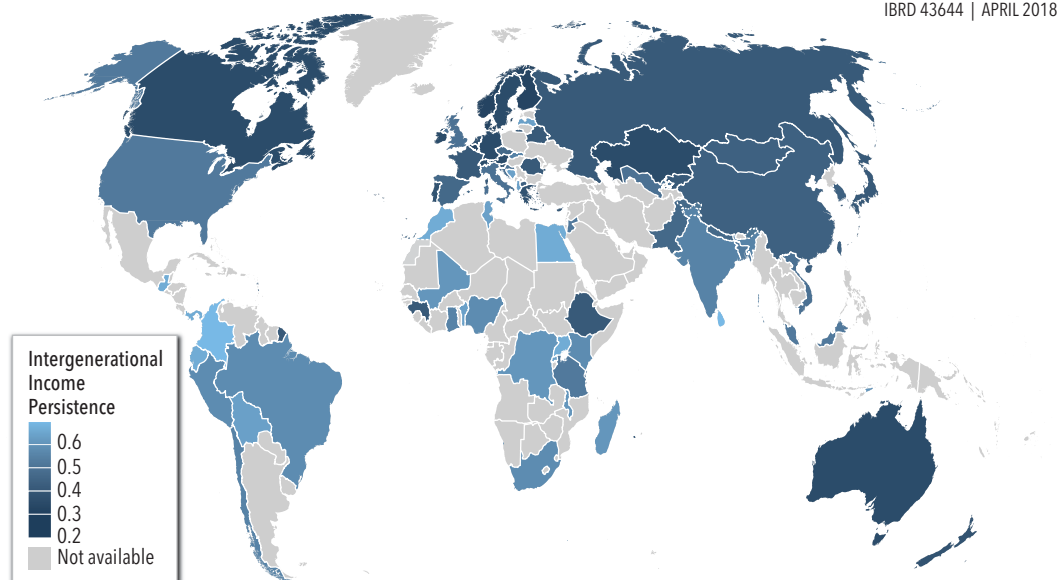 IBRD 43644 | APRIL 2018
Intergenerational
Income
Persistence
0.6
0.5
0.4
0.3
0.2
Not available